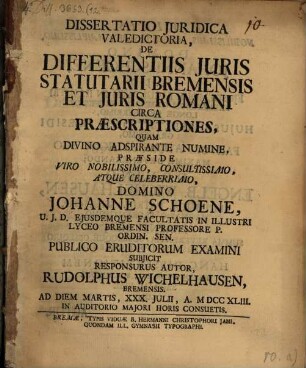 DISSERTATIO JURIDICA
VALEDICTORIA,
DE
DIFFERENTIIS JURIS
STATUTARII BREMENSIS
ET JURIS ROMANI
CIRCA
PRÆSCRIPTIONES,
QUAM
DIVINO ADSPIRANTE NUMINE,
PRÆSIDE
VIRO NOBILISSIMO, CONSULTISSIMO,
ATQUE CELEBERRIMO,
DOMINO
JOHANNE SCHOENE,
U. J. D. EJUSDEMQUE FACULTATIS IN ILLUSTRI
LYCEO BREMENSI PROFESSORE P.
ORDIN. SEN.
PUBLICO ERUDITORUM EXAMINI
SUBJICIT
RESPONSURUS AUTOR,
RUDOLPHUS WICHELHAUSEN,
BREMENSIS.
AD DIEM MARTIS, XXX. JULII, A. M DCC XLIII.
IN AUDITORIO MAJORI HORIS CONSUETIS.
BREMÆ, TYPIS VIDUÆ B. HERMANNI CHRISTOPHORI JANI,
QUONDAM ILL. GYMNASII TYPOGRAPHI.